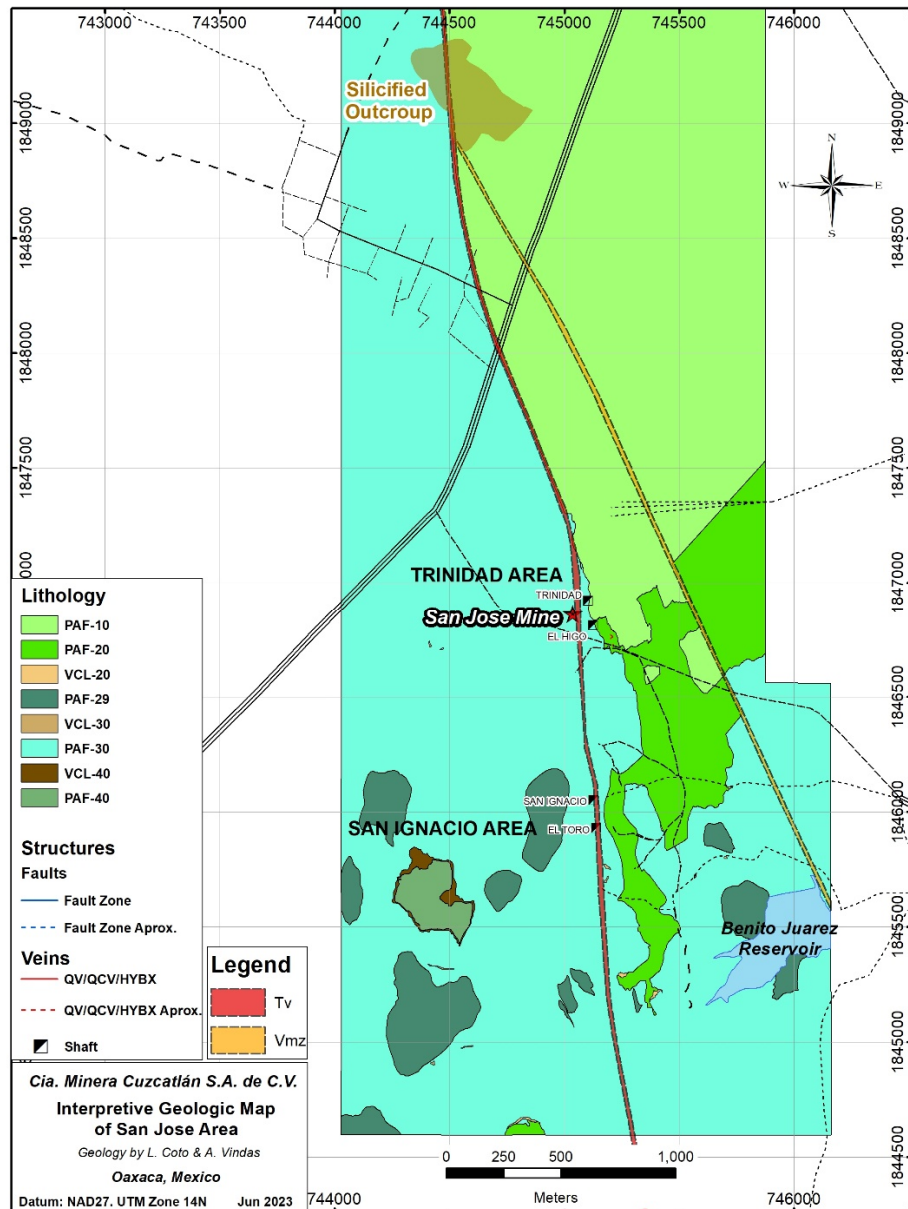 743000 743500 744000 744500 745000 745500 746000
1849000
1849000
1848500
1848500
1848000
1848000
1847500
1847500
1847000
1846500
1846000
1845500
1845000
1844500
Silicified
Outcroup
N
W E
S
TRINIDAD AREA
TRINIDAD
San Jose Mine
EL HIGO
SAN IGNACIO
SAN IGNACIO AREA
EL TORO
Benito Juarez
Reservoir
Lithology
PAF-10
PAF-20
VCL-20
PAF-29
VCL-30
PAF-30
VCL-40
PAF-40
Structures
Faults
Fault Zone
Fault Zone Aprox.
Veins
QV/QCV/HYBX
QV/QCV/HYBX Aprox.
Shaft
Legend
Tv
Vmz
Cia. Minera Cuzcatlán S.A. de C.V.
Interpretive Geologic Map
of San Jose Area
Geology by L. Coto & A. Vindas
Oaxaca, Mexico
Datum: NAD27. UTM Zone 14N Jun 2023
0 250 500 1,000
Meters
744000 746000